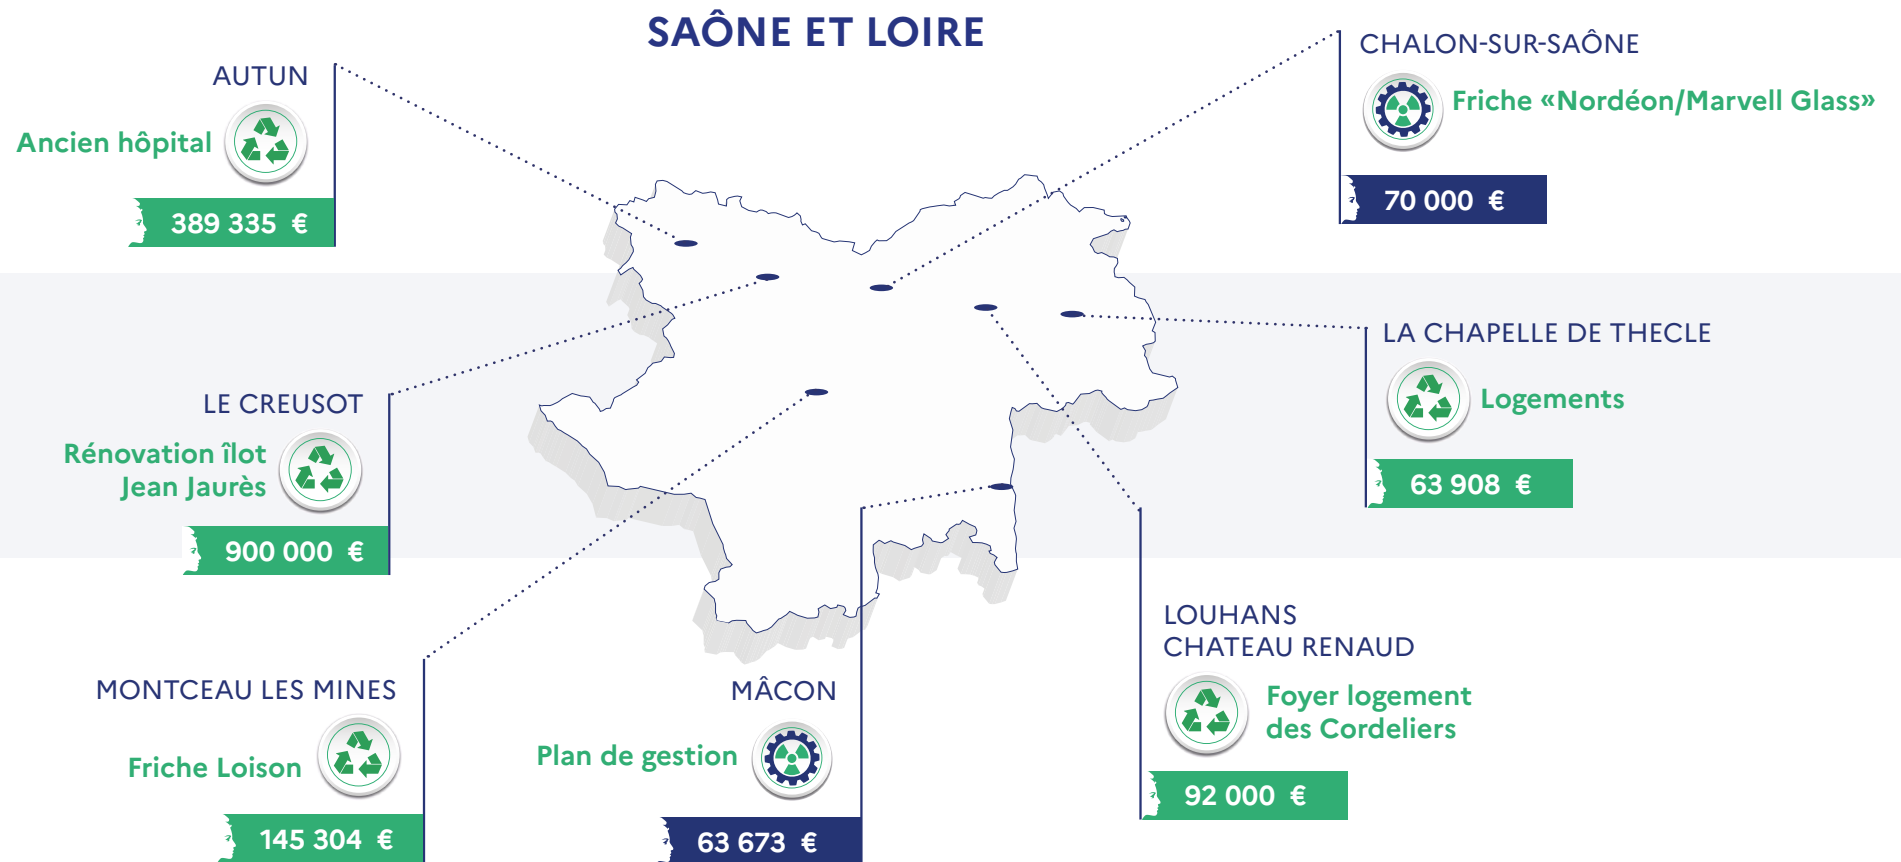 SAÔNE ET LOIRE
AUTUN
Ancien hôpital
389 335 €
CHALON-SUR-SAÔNE
Friche «Nordéon/Marvell Glass»
70 000 €
LE CREUSOT
Rénovation îlot
Jean Jaurès
900 000 €
LA CHAPELLE DE THECLE
Logements
63 908 €
MONTCEAU LES MINES
Friche Loison
145 304 €
MÂCON
Plan de gestion
63 673 €
LOUHANS
CHATEAU RENAUD
Foyer logement
des Cordeliers
92 000 €